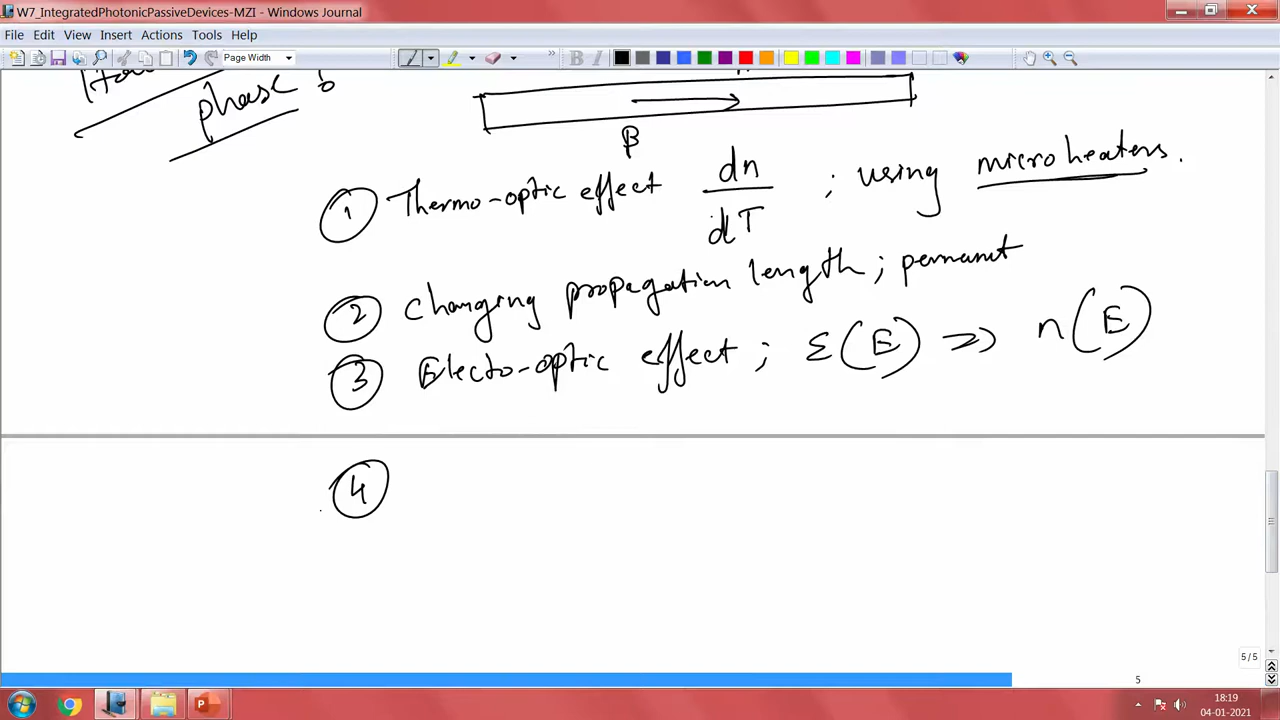 W7_IntegratedPhotonicPassiveDevices-MZI - Windows Journal
File Edit View Insert Actions Tools Help
Page Width
B I
phase
β
① Thermo-optic effect dn/dT ; using microheaters.
② Changing propagation length ; permanent
③ Electo-optic effect ; ε(E) => n(E)
④
5/5
5
18:19
04-01-2021